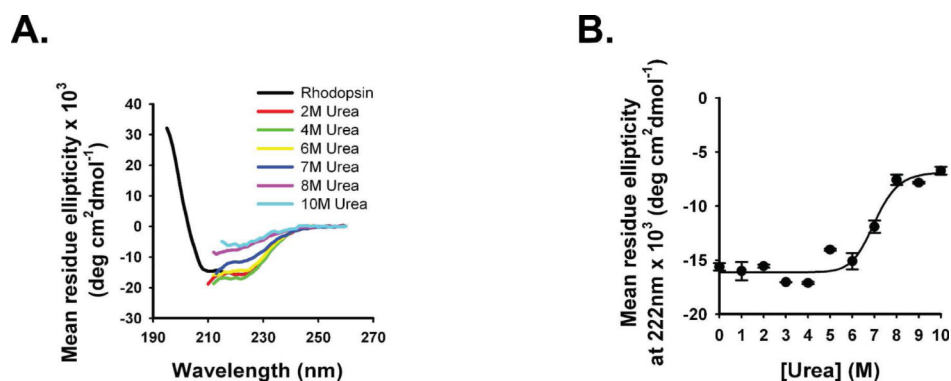 A.
Mean residue ellipticity x 10³
(deg cm²dmol⁻¹)
40
30
20
10
0
-10
-20
-30
190 210 230 250 270
Wavelength (nm)
Rhodopsin
2M Urea
4M Urea
6M Urea
7M Urea
8M Urea
10M Urea
B.
Mean residue ellipticity
at 222nm x 10³ (deg cm²dmol⁻¹)
0
-5
-10
-15
-20
0 1 2 3 4 5 6 7 8 9 10
[Urea] (M)